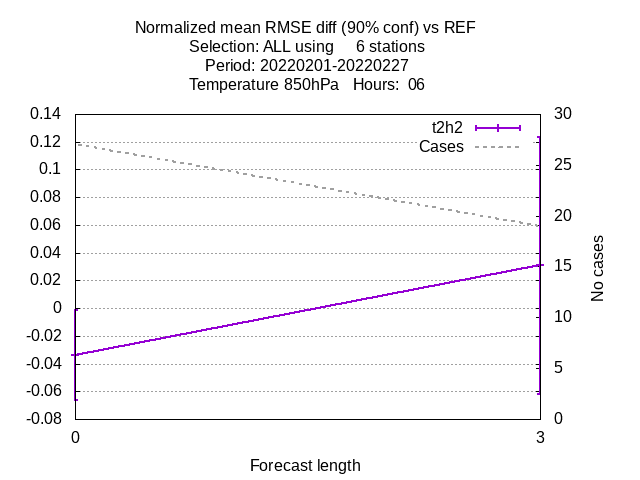 Normalized mean RMSE diff (90% conf) vs REF
Selection: ALL using     6 stations
Period: 20220201-20220227
Temperature 850hPa   Hours:  06
t2h2
Cases
0.14
0.12
0.1
0.08
0.06
0.04
0.02
0
-0.02
-0.04
-0.06
-0.08
30
25
20
15
10
5
0
No cases
0
3
Forecast length